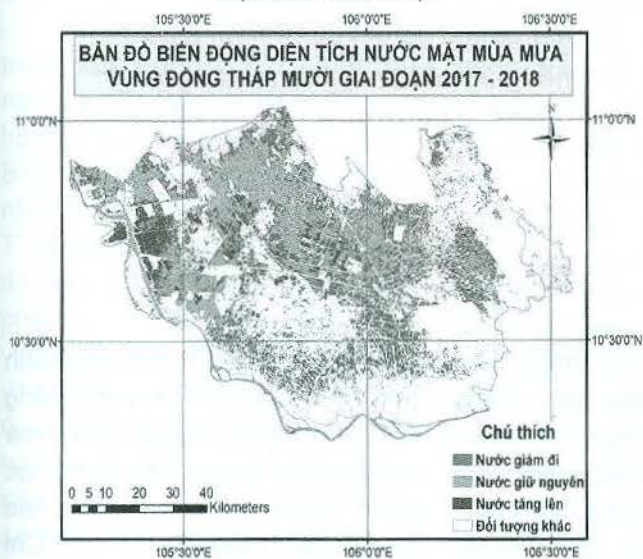 105°30'0"E 106°0'0"E 106°30'0"E
BẢN ĐỒ BIẾN ĐỘNG DIỆN TÍCH NƯỚC MẶT MÙA MƯA
VÙNG ĐỒNG THÁP MƯỜI GIAI ĐOẠN 2017 - 2018
11°0'0"N 11°0'0"N
N
10°30'0"N 10°30'0"N
Chú thích
Nước giảm đi
Nước giữ nguyên
Nước tăng lên
Đối tượng khác
0 5 10 20 30 40
Kilometers
105°30'0"E 106°0'0"E 106°30'0"E